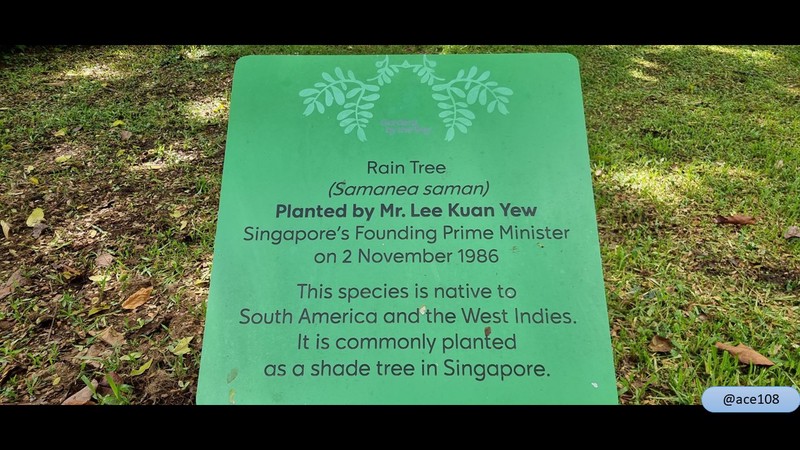 Rain Tree
(Samanea saman)
Planted by Mr. Lee Kuan Yew
Singapore's Founding Prime Minister
on 2 November 1986
This species is native to
South America and the West Indies.
It is commonly planted
as a shade tree in Singapore.
@ace108